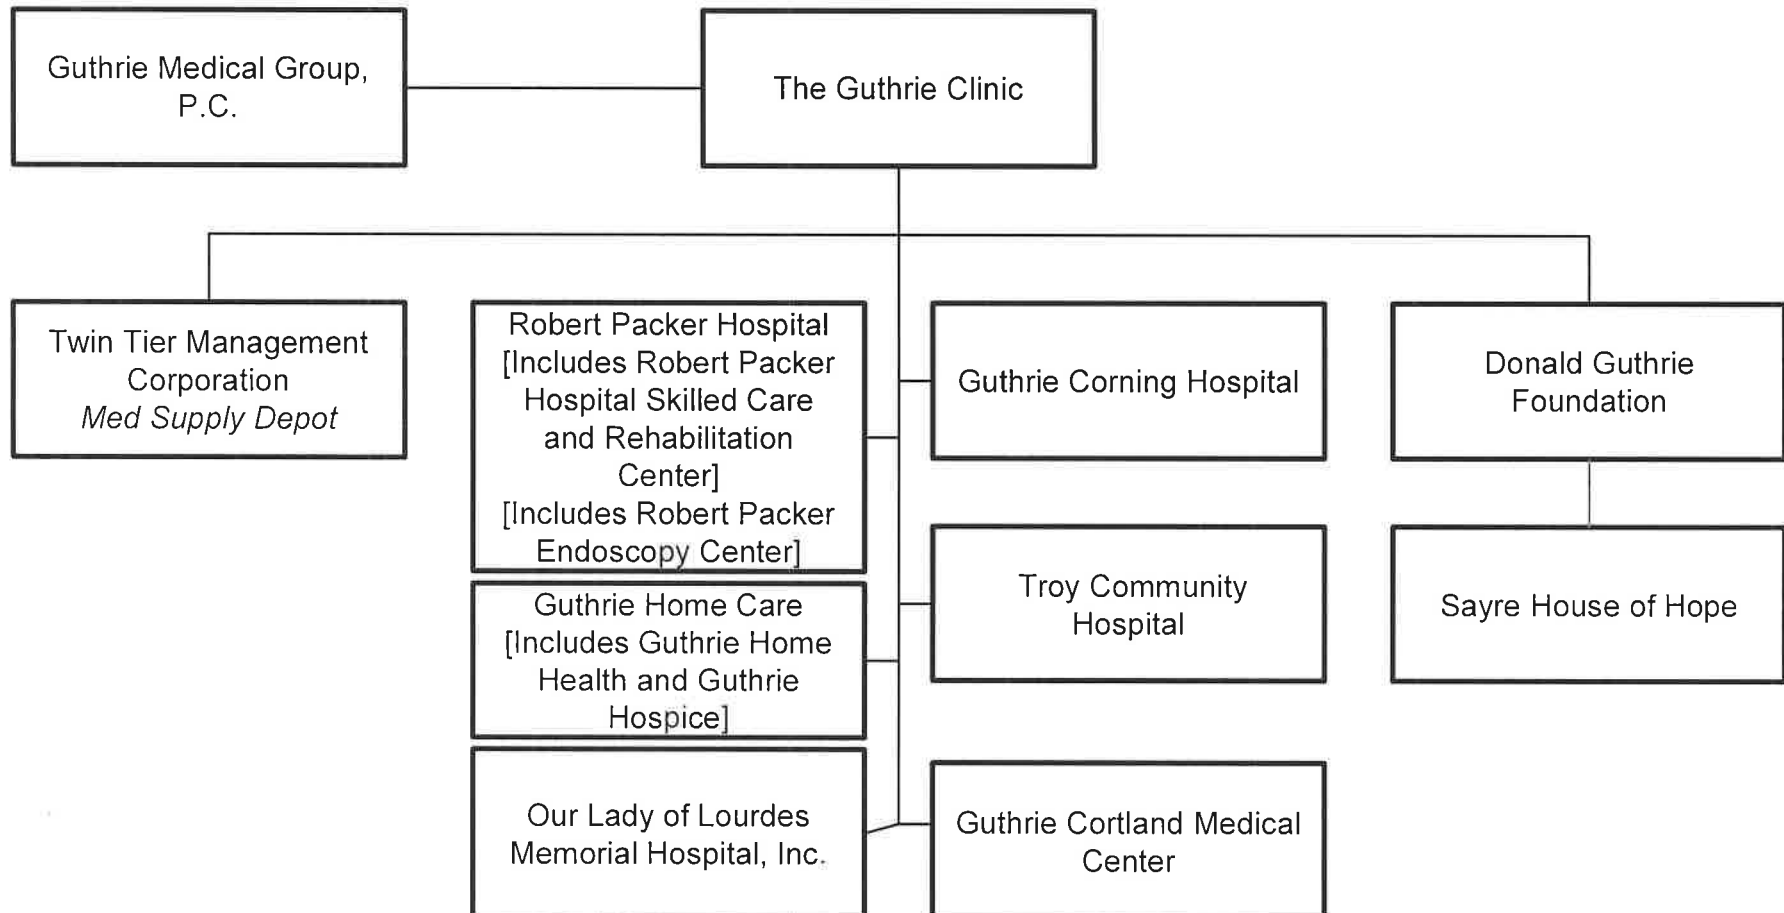 Guthrie Medical Group,
P.C.
The Guthrie Clinic
Twin Tier Management
Corporation
Med Supply Depot
Robert Packer Hospital
[Includes Robert Packer
Hospital Skilled Care
and Rehabilitation
Center]
[Includes Robert Packer
Endoscopy Center]
Guthrie Corning Hospital
Donald Guthrie
Foundation
Guthrie Home Care
[Includes Guthrie Home
Health and Guthrie
Hospice]
Troy Community
Hospital
Sayre House of Hope
Our Lady of Lourdes
Memorial Hospital, Inc.
Guthrie Cortland Medical
Center